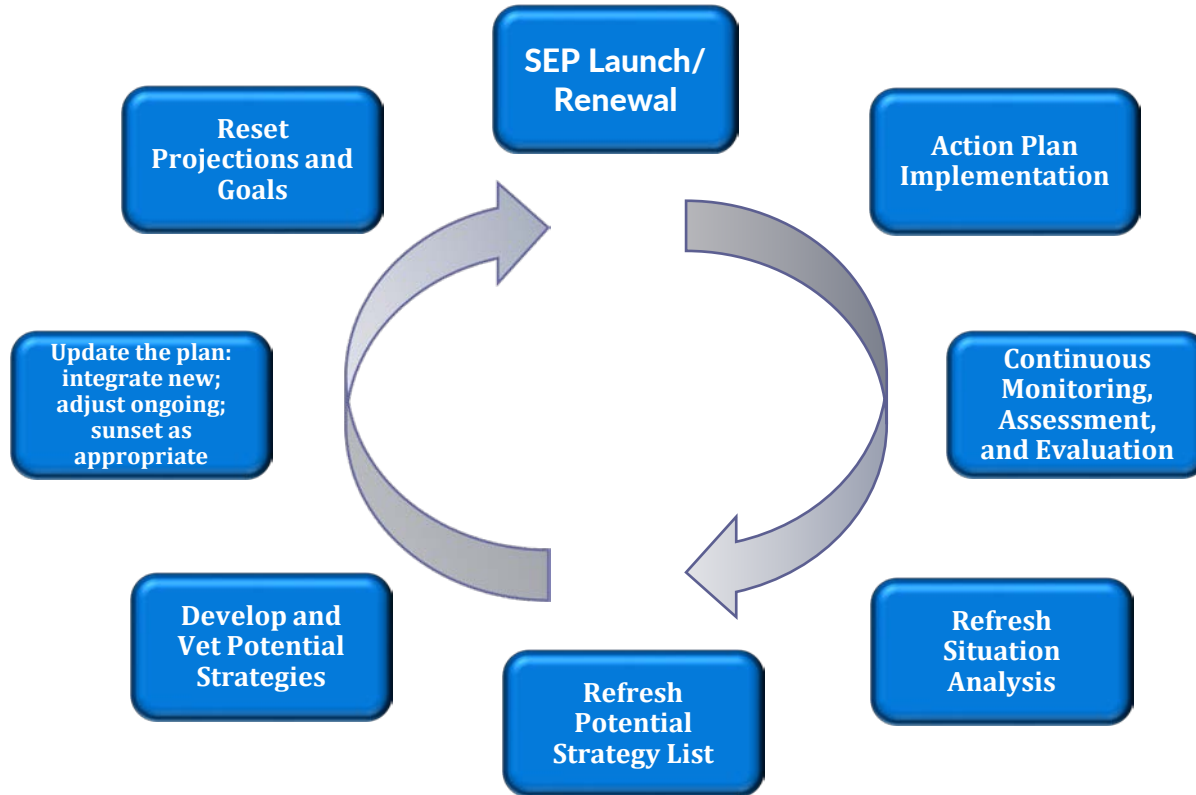 SEP Launch/
Renewal
Action Plan
Implementation
Continuous
Monitoring,
Assessment,
and Evaluation
Refresh
Situation
Analysis
Refresh
Potential
Strategy List
Develop and
Vet Potential
Strategies
Update the plan:
integrate new;
adjust ongoing;
sunset as
appropriate
Reset
Projections and
Goals